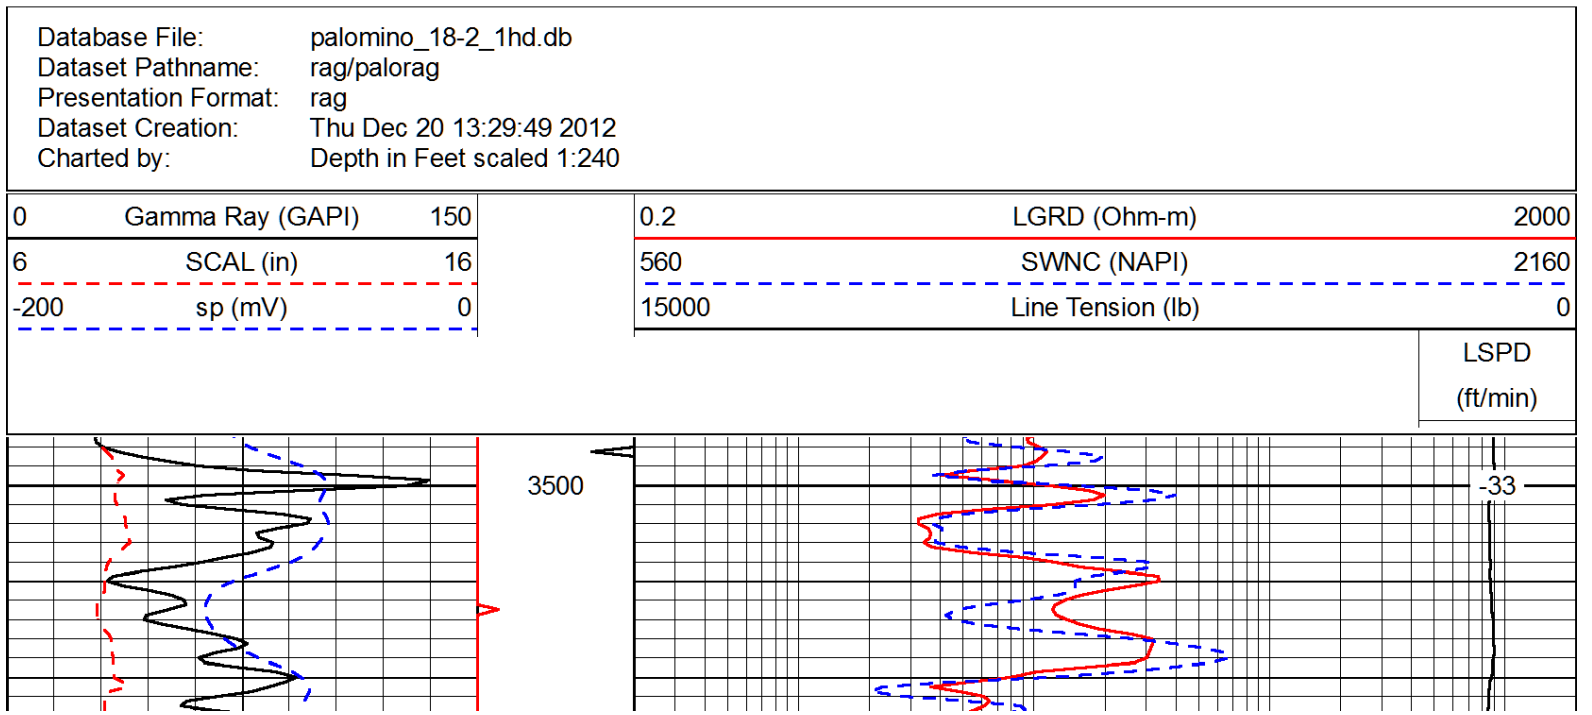 Database File: palomino_18-2_1hd.db
Dataset Pathname: rag/palorag
Presentation Format: rag
Dataset Creation: Thu Dec 20 13:29:49 2012
Charted by: Depth in Feet scaled 1:240
0 Gamma Ray (GAPI) 150
6 SCAL (in) 16
-200 sp (mV) 0
0.2 LGRD (Ohm-m) 2000
560 SWNC (NAPI) 2160
15000 Line Tension (lb) 0
LSPD
(ft/min)
3500
-33